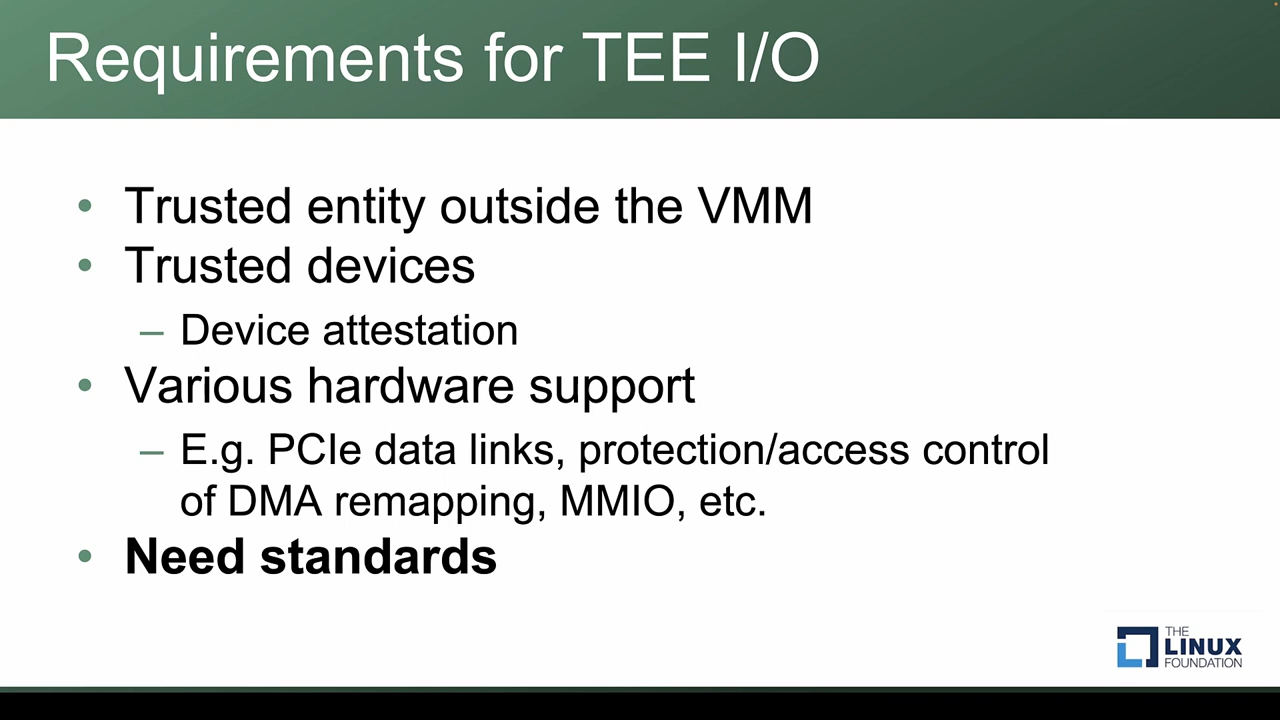 Requirements for TEE I/O
• Trusted entity outside the VMM
• Trusted devices
– Device attestation
• Various hardware support
– E.g. PCIe data links, protection/access control
of DMA remapping, MMIO, etc.
• Need standards
THE
LINUX
FOUNDATION